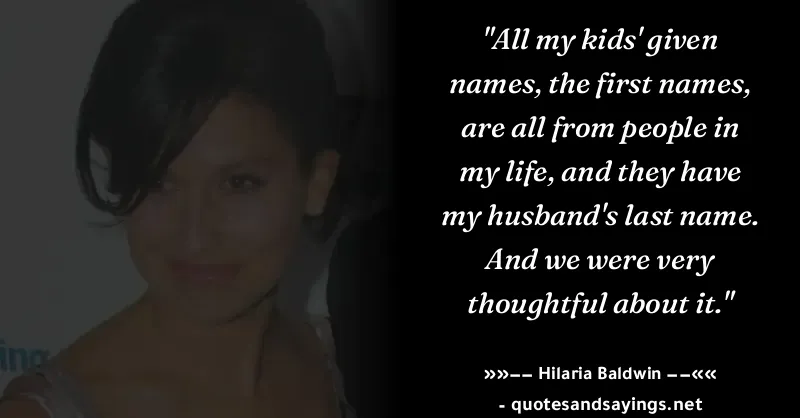 "All my kids' given
names, the first names,
are all from people in
my life, and they have
my husband's last name.
And we were very
thoughtful about it."
»»–– Hilaria Baldwin ––««
- quotesandsayings.net
ing